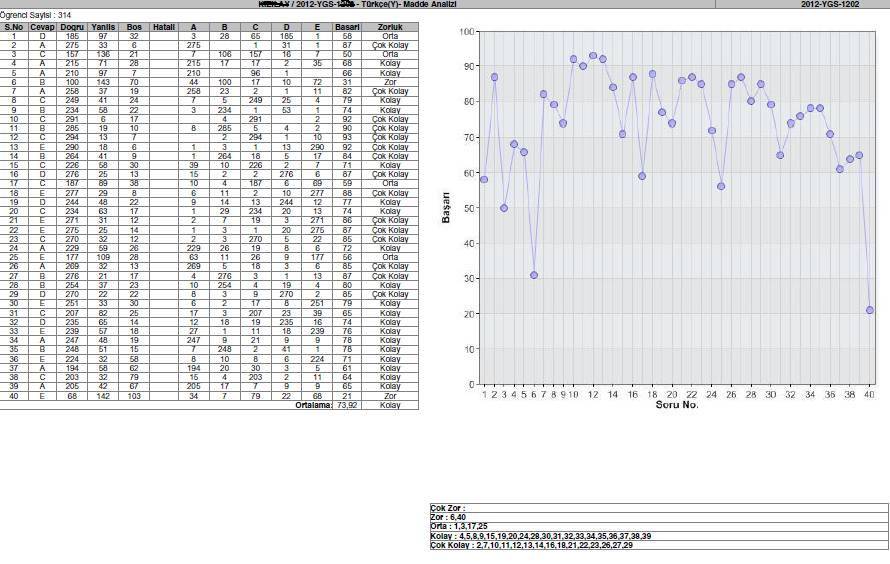 / 2012-YGS- - Türkçe(Y)- Madde Analizi 2012-YGS-1202
Ögrenci Sayisi : 314
S.No Cevap Dogru Yanlis Bos Hatali A B C D E Basari Zorluk
1 D 185 97 32 3 28 65 185 1 58 Orta
2 A 275 33 6 275 1 31 1 87 Çok Kolay
3 C 157 136 21 7 106 157 16 7 50 Orta
4 A 215 71 28 215 17 17 2 35 68 Kolay
5 A 210 97 7 210 96 1 66 Kolay
6 B 100 143 70 44 100 17 10 72 31 Zor
7 A 258 37 19 258 23 2 1 11 82 Çok Kolay
8 C 249 41 24 7 5 249 25 4 79 Kolay
9 B 234 58 22 3 234 1 53 1 74 Kolay
10 C 291 6 17 4 291 2 92 Çok Kolay
11 B 285 19 10 8 285 5 4 2 90 Çok Kolay
12 C 294 13 7 2 294 1 10 93 Çok Kolay
13 E 290 18 6 1 3 1 13 290 92 Çok Kolay
14 B 264 41 9 1 264 18 5 17 84 Çok Kolay
15 C 226 58 30 39 10 226 2 7 71 Kolay
16 D 276 25 13 15 2 2 276 6 87 Çok Kolay
17 C 187 89 38 10 4 187 6 69 59 Orta
18 E 277 29 8 6 11 2 10 277 88 Çok Kolay
19 D 244 48 22 9 14 13 244 12 77 Kolay
20 C 234 63 17 1 29 234 20 13 74 Kolay
21 E 271 31 12 2 7 19 3 271 86 Çok Kolay
22 E 275 25 14 1 3 1 20 275 87 Çok Kolay
23 C 270 32 12 2 3 270 5 22 85 Çok Kolay
24 A 229 59 26 229 26 19 8 6 72 Kolay
25 E 177 109 28 63 11 26 9 177 56 Orta
26 A 269 32 13 269 5 18 3 6 85 Çok Kolay
27 B 276 21 17 4 276 3 1 13 87 Çok Kolay
28 B 254 37 23 10 254 4 19 4 80 Kolay
29 D 270 22 22 8 3 9 270 2 85 Çok Kolay
30 E 251 33 30 6 2 17 8 251 79 Kolay
31 C 207 82 25 17 3 207 23 39 65 Kolay
32 D 235 65 14 12 18 19 235 16 74 Kolay
33 E 239 57 18 27 1 11 18 239 76 Kolay
34 A 247 48 19 247 9 21 9 9 78 Kolay
35 B 248 51 15 7 248 2 41 1 78 Kolay
36 E 224 32 58 8 10 8 6 224 71 Kolay
37 A 194 58 62 194 20 30 3 5 61 Kolay
38 C 203 32 79 15 4 203 2 11 64 Kolay
39 A 205 42 67 205 17 7 9 9 65 Kolay
40 E 68 142 103 34 7 79 22 68 21 Zor
Ortalama: 73,92 Kolay
100
90
80
70
60
50
40
30
20
10
0
Başarı
1 2 3 4 5 6 7 8 9 10 12 14 16 18 20 22 24 26 28 30 32 34 36 38 40
Soru No.
Çok Zor :
Zor : 6,40
Orta : 1,3,17,25
Kolay : 4,5,8,9,15,19,20,24,28,30,31,32,33,34,35,36,37,38,39
Çok Kolay : 2,7,10,11,12,13,14,16,18,21,22,23,26,27,29